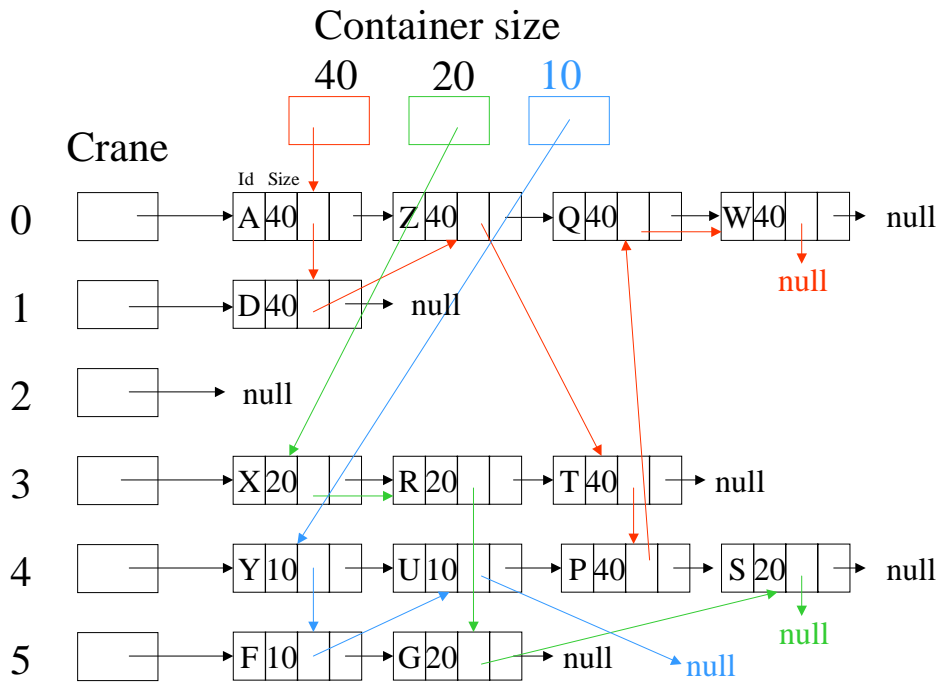 Container size
40 20 10
Crane
Id Size
0 A 40 Z 40 Q 40 W 40 null
null
1 D 40 null
2 null
3 X 20 R 20 T 40 null
4 Y 10 U 10 P 40 S 20 null
null
5 F 10 G 20 null null